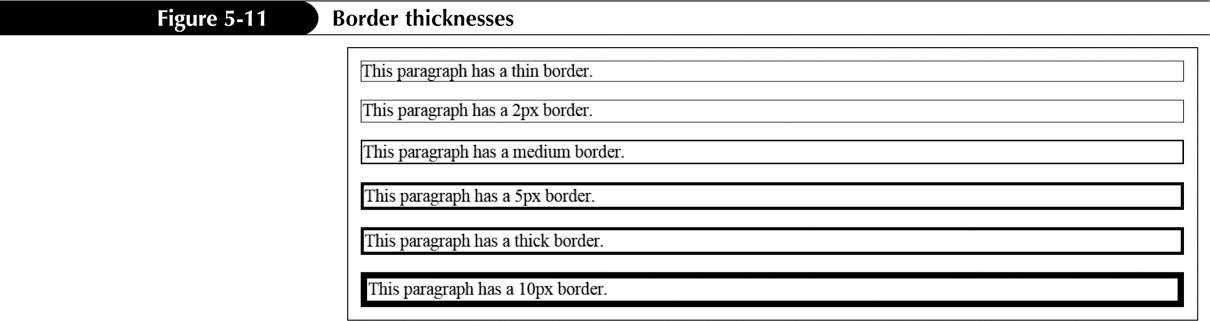 Figure 5-11 Border thicknesses
This paragraph has a thin border.
This paragraph has a 2px border.
This paragraph has a medium border.
This paragraph has a 5px border.
This paragraph has a thick border.
This paragraph has a 10px border.